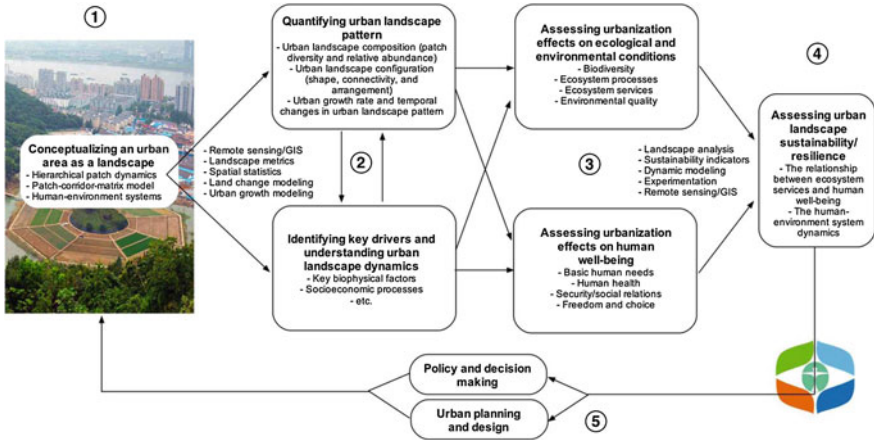 ①
Conceptualizing an urban
area as a landscape
- Hierarchical patch dynamics
- Patch-corridor-matrix model
- Human-environment systems
- Remote sensing/GIS
- Landscape metrics
- Spatial statistics
- Land change modeling
- Urban growth modeling
Quantifying urban landscape
pattern
- Urban landscape composition (patch
diversity and relative abundance)
- Urban landscape configuration
(shape, connectivity, and
arrangement)
- Urban growth rate and temporal
changes in urban landscape pattern
②
Identifying key drivers and
understanding urban
landscape dynamics
- Key biophysical factors
- Socioeconomic processes
- etc.
Assessing urbanization
effects on ecological and
environmental conditions
- Biodiversity
- Ecosystem processes
- Ecosystem services
- Environmental quality
③
- Landscape analysis
- Sustainability indicators
- Dynamic modeling
- Experimentation
- Remote sensing/GIS
Assessing urbanization
effects on human
well-being
- Basic human needs
- Human health
- Security/social relations
- Freedom and choice
④
Assessing urban
landscape
sustainability/
resilience
- The relationship
between ecosystem
services and human
well-being
- The human-
environment system
dynamics
Policy and decision
making
Urban planning
and design
⑤